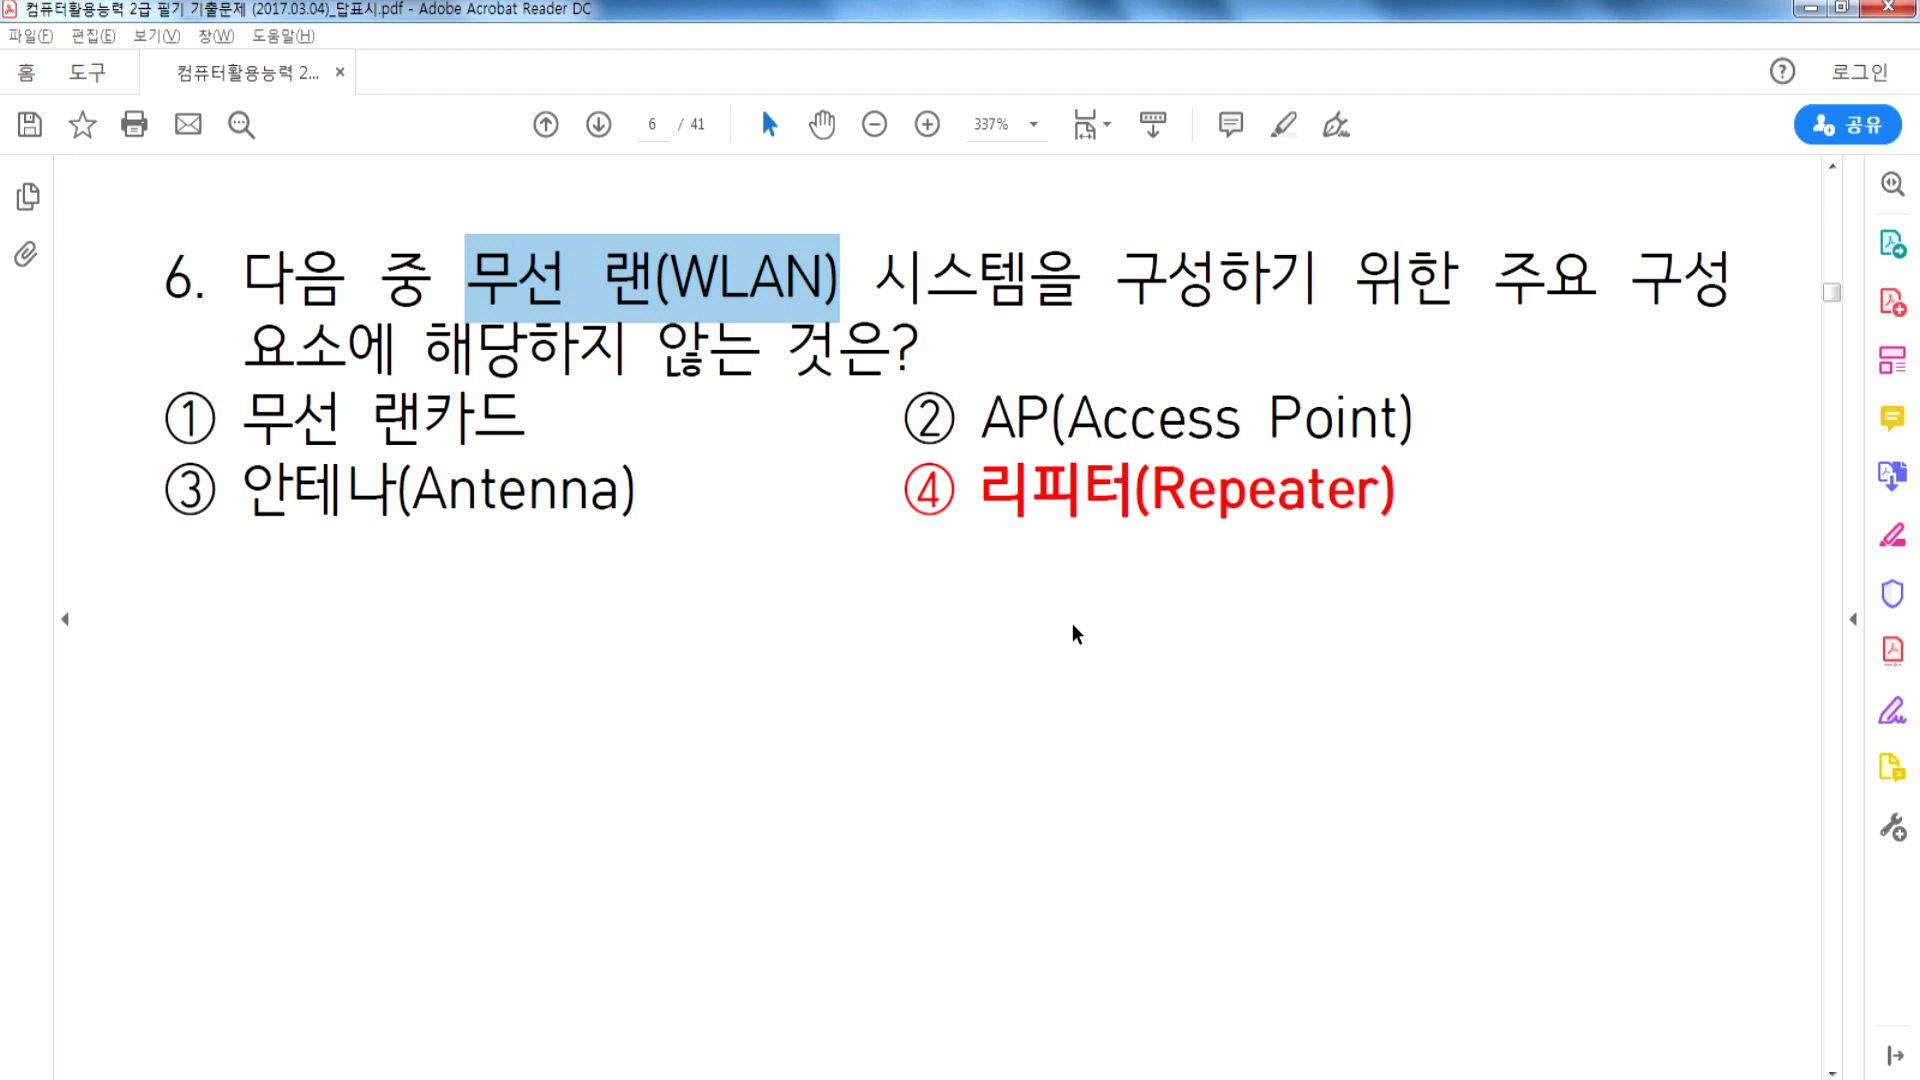 컴퓨터활용능력 2급 필기 기출문제 (2017.03.04)_답표시.pdf - Adobe Acrobat Reader DC
파일(F) 편집(E) 보기(V) 창(W) 도움말(H)
홈 도구 컴퓨터활용능력 2... × 로그인
6 / 41 337% 공유
6. 다음 중 무선 랜(WLAN) 시스템을 구성하기 위한 주요 구성
요소에 해당하지 않는 것은?
① 무선 랜카드 ② AP(Access Point)
③ 안테나(Antenna) ④ 리피터(Repeater)